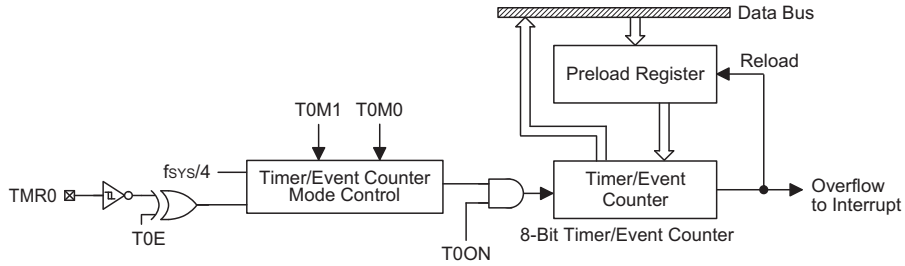 Data Bus
Preload Register
Reload
T0M1
T0M0
fSYS/4
Timer/Event Counter
Mode Control
Timer/Event
Counter
TMR0
Overflow
to Interrupt
T0E
T0ON
8-Bit Timer/Event Counter